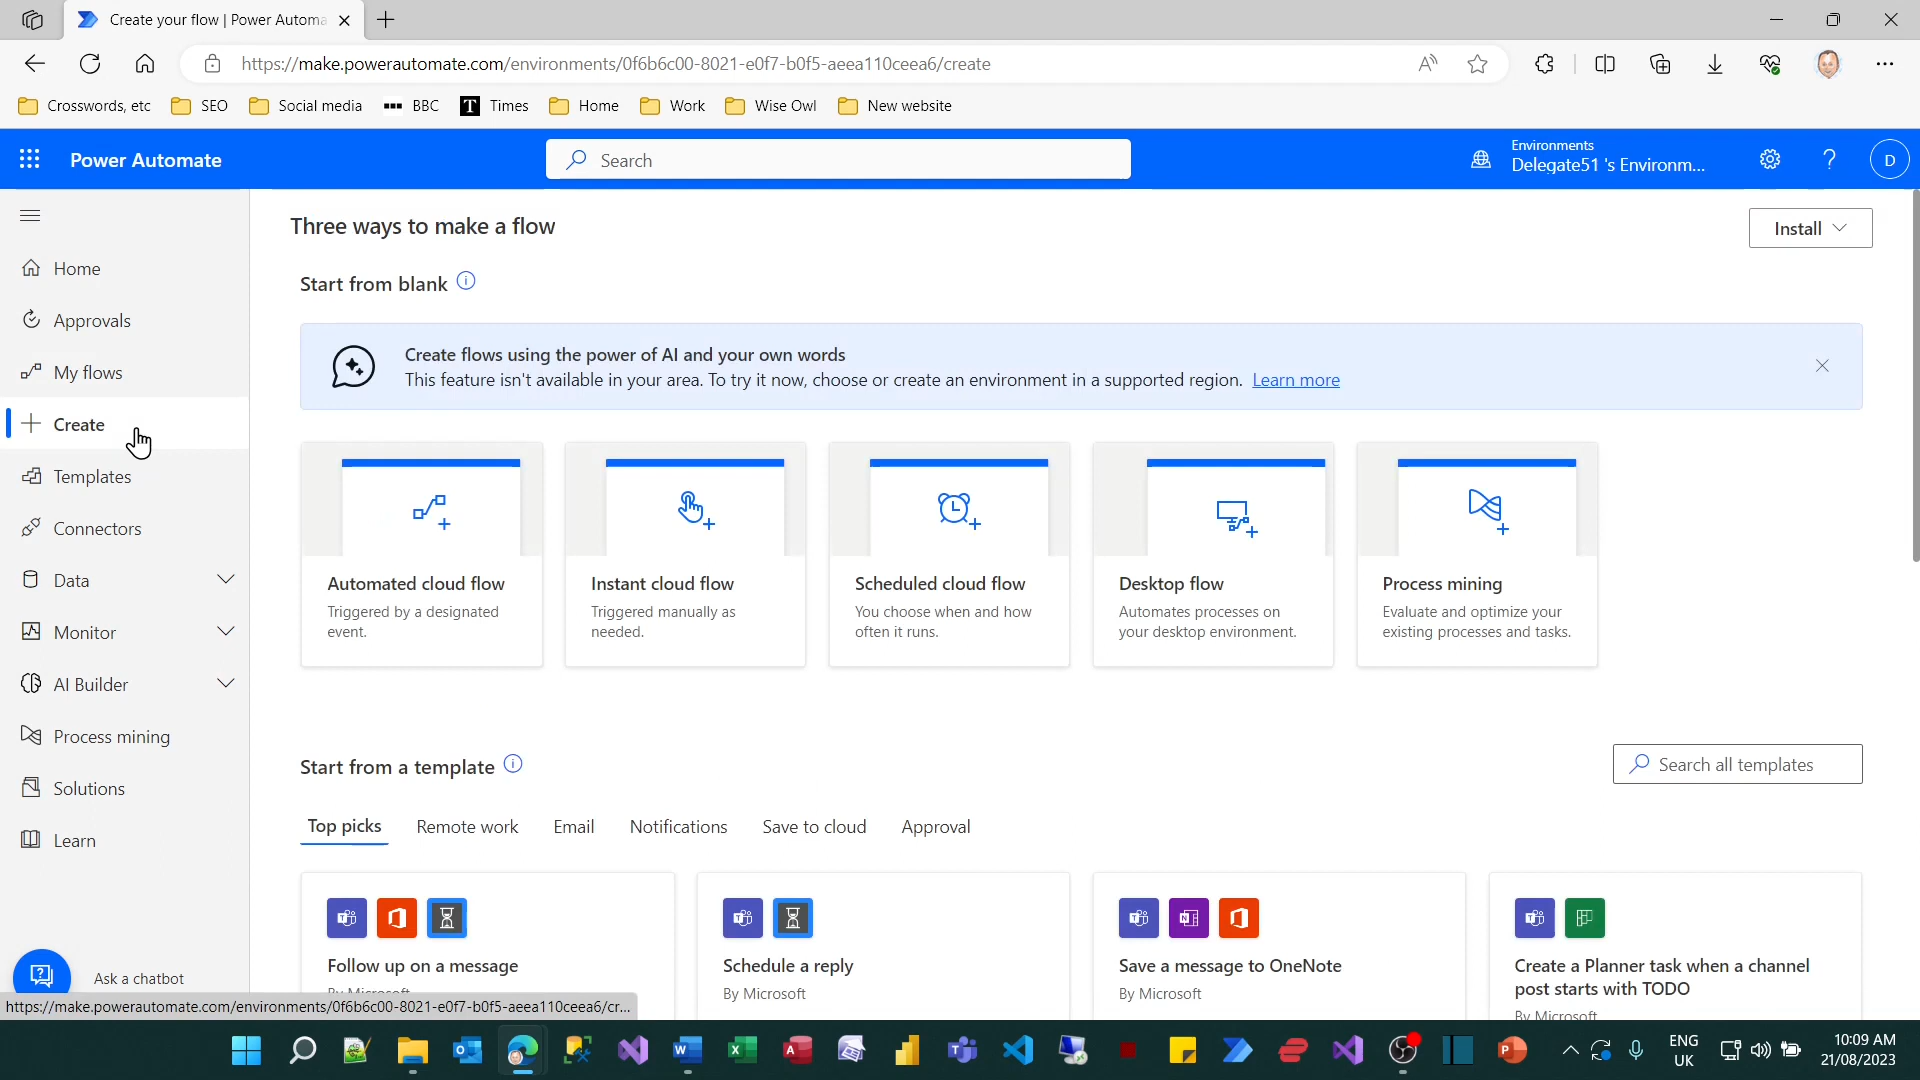 Create your flow | Power Automa
https://make.powerautomate.com/environments/0f6b6c00-8021-e0f7-b0f5-aeea110ceea6/create
Crosswords, etc
SEO
Social media
BBC
T Times
Home
Work
Wise Owl
New website
Power Automate
Search
Environments
Delegate51 's Environm...
?
D
Three ways to make a flow
Install
Start from blank
Home
Approvals
My flows
Create
Templates
Connectors
Data
Monitor
AI Builder
Process mining
Solutions
Learn
Ask a chatbot
Create flows using the power of AI and your own words
This feature isn't available in your area. To try it now, choose or create an environment in a supported region. Learn more
Automated cloud flow
Triggered by a designated
event.
Instant cloud flow
Triggered manually as
needed.
Scheduled cloud flow
You choose when and how
often it runs.
Desktop flow
Automates processes on
your desktop environment.
Process mining
Evaluate and optimize your
existing processes and tasks.
Start from a template
Search all templates
Top picks
Remote work
Email
Notifications
Save to cloud
Approval
Follow up on a message
By Microsoft
Schedule a reply
By Microsoft
Save a message to OneNote
By Microsoft
Create a Planner task when a channel
post starts with TODO
By Microsoft
https://make.powerautomate.com/environments/0f6b6c00-8021-e0f7-b0f5-aeea110ceea6/cr...
ENG
UK
10:09 AM
21/08/2023